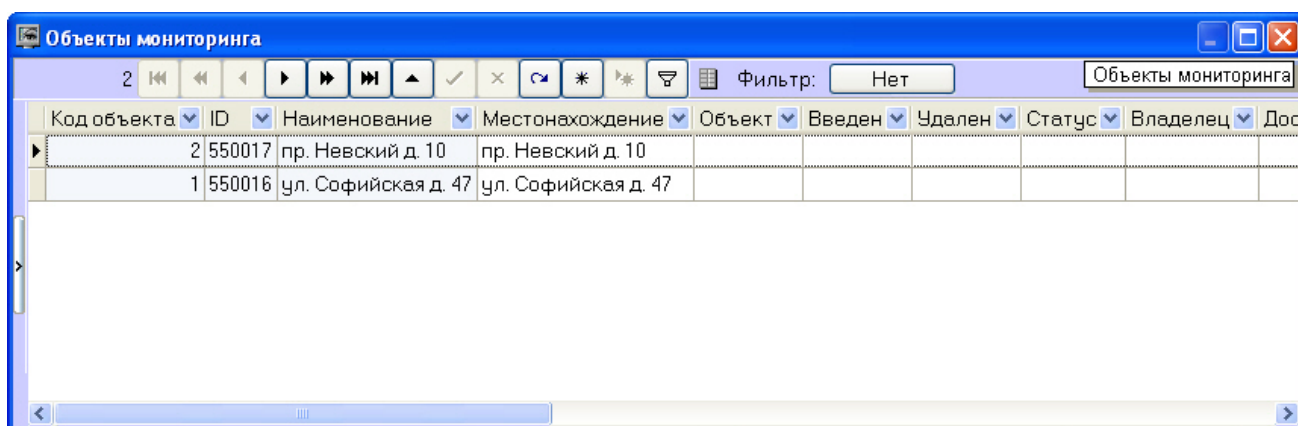 Объекты мониторинга
2 Фильтр: Нет Объекты мониторинга
Код объекта ID Наименование Местонахождение Объект Введен Удален Статус Владелец Дос
2 550017 пр. Невский д. 10 пр. Невский д. 10
1 550016 ул. Софийская д. 47 ул. Софийская д. 47